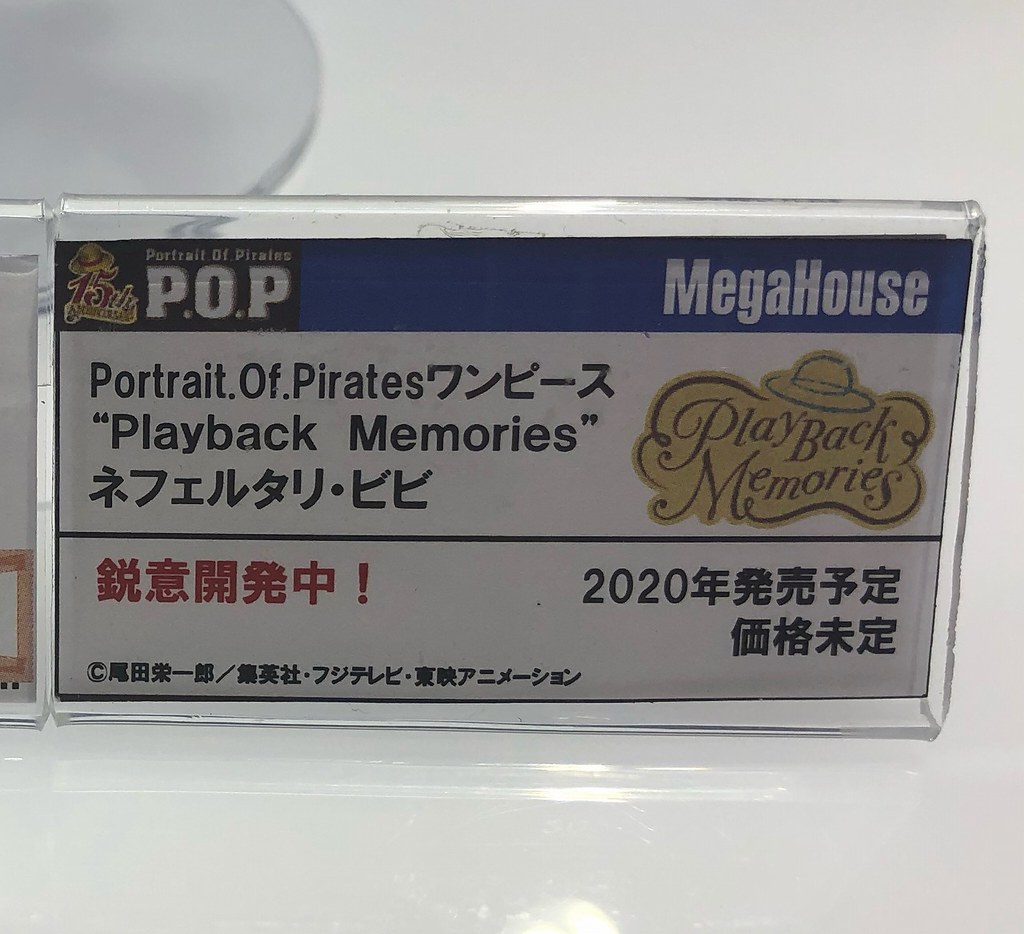 Portrait Of Pirates
15th
P.O.P
MegaHouse
Portrait.Of.Piratesワンピース
“Playback Memories”
ネフェルタリ・ビビ
PlayBack
Memories
鋭意開発中！
2020年発売予定
価格未定
©尾田栄一郎／集英社・フジテレビ・東映アニメーション